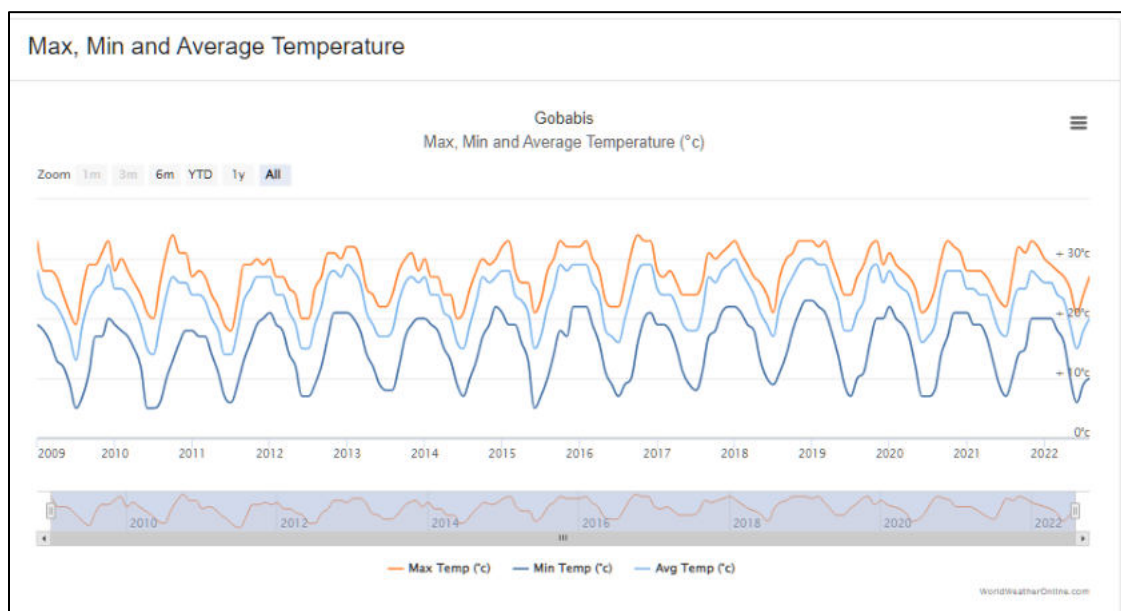 Max, Min and Average Temperature
Gobabis
Max, Min and Average Temperature (°c)
Zoom 1m 3m 6m YTD 1y All
+ 30°c
+ 20°c
+ 10°c
0°c
2009 2010 2011 2012 2013 2014 2015 2016 2017 2018 2019 2020 2021 2022
2010 2012 2014 2016 2018 2020 2022
Max Temp (°c) Min Temp (°c) Avg Temp (°c)
WorldWeatherOnline.com